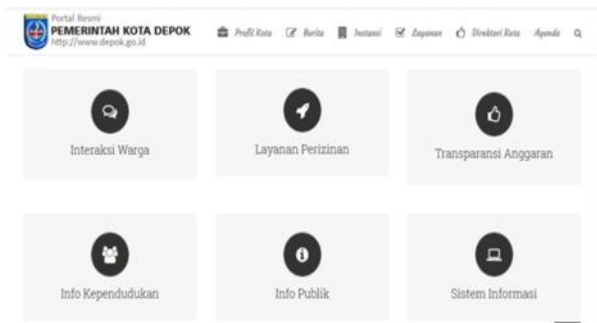 Portal Resmi
PEMERINTAH KOTA DEPOK
http://www.depok.go.id
Profil Kota Berita Instansi Layanan Direktori Kota Agenda
Interaksi Warga
Layanan Perizinan
Transparansi Anggaran
Info Kependudukan
Info Publik
Sistem Informasi